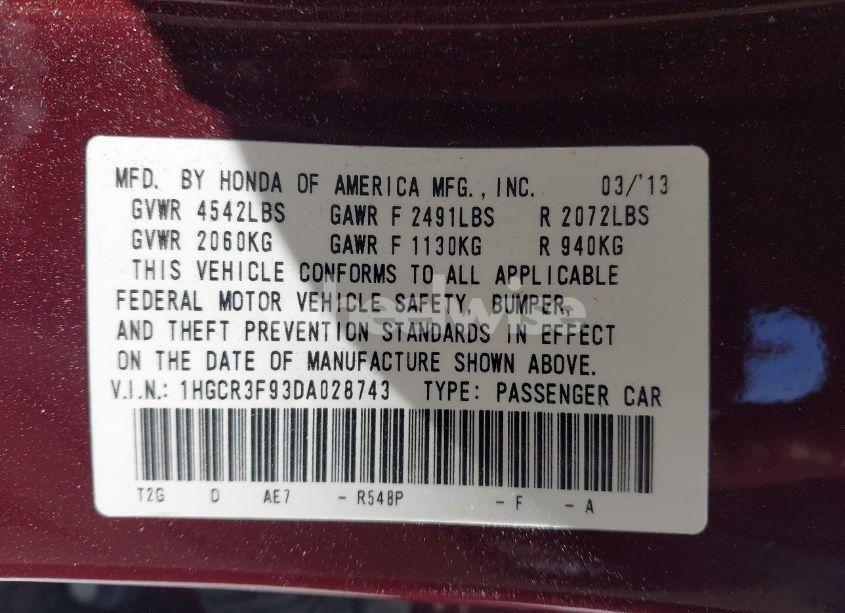 MFD. BY HONDA OF AMERICA MFG., INC. 03/'13
GVWR 4542LBS GAWR F 2491LBS R 2072LBS
GVWR 2060KG GAWR F 1130KG R 940KG
THIS VEHICLE CONFORMS TO ALL APPLICABLE
FEDERAL MOTOR VEHICLE SAFETY, BUMPER,
AND THEFT PREVENTION STANDARDS IN EFFECT
ON THE DATE OF MANUFACTURE SHOWN ABOVE.
V.I.N.: 1HGCR3F93DA028743 TYPE: PASSENGER CAR
T2G D AE7 - R548P - F - A